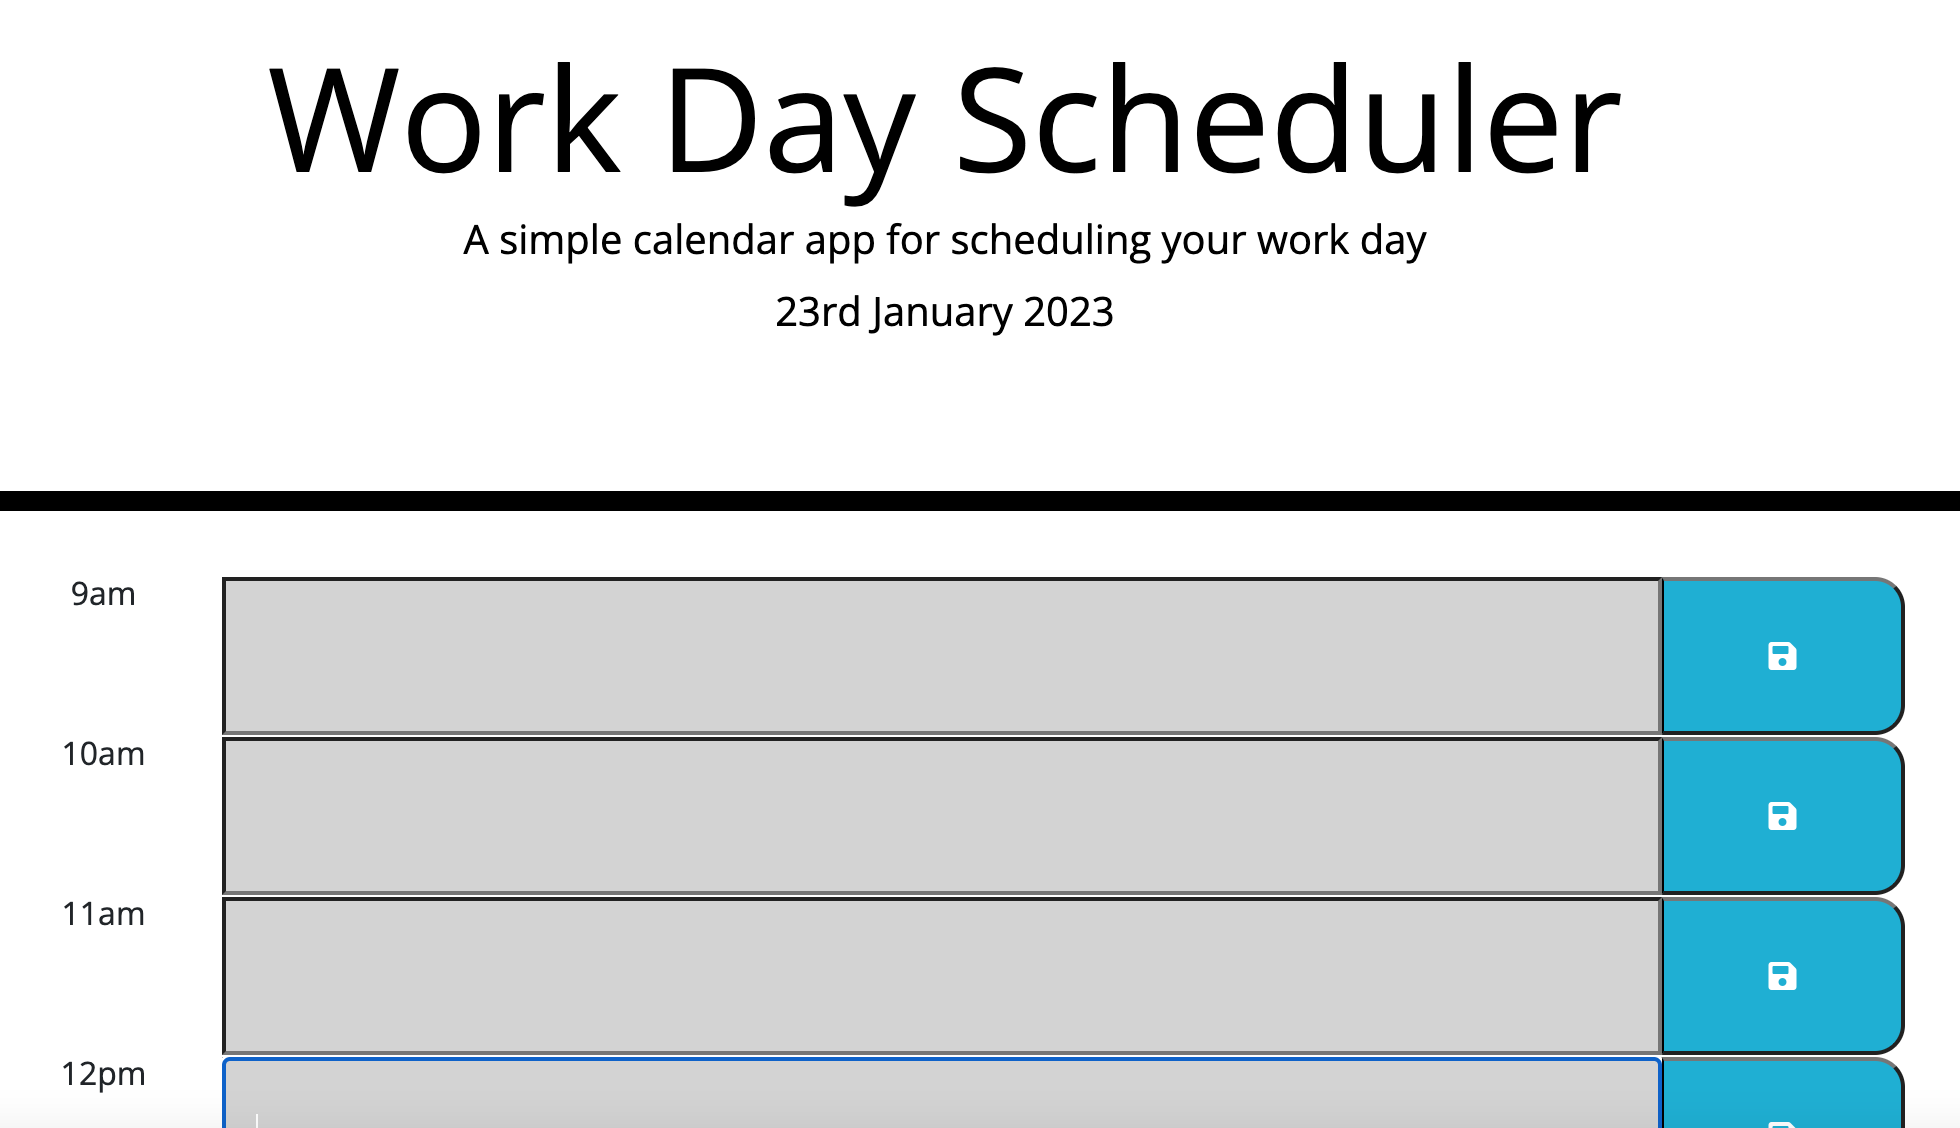 Work Day Scheduler
A simple calendar app for scheduling your work day
23rd January 2023
9am
10am
11am
12pm